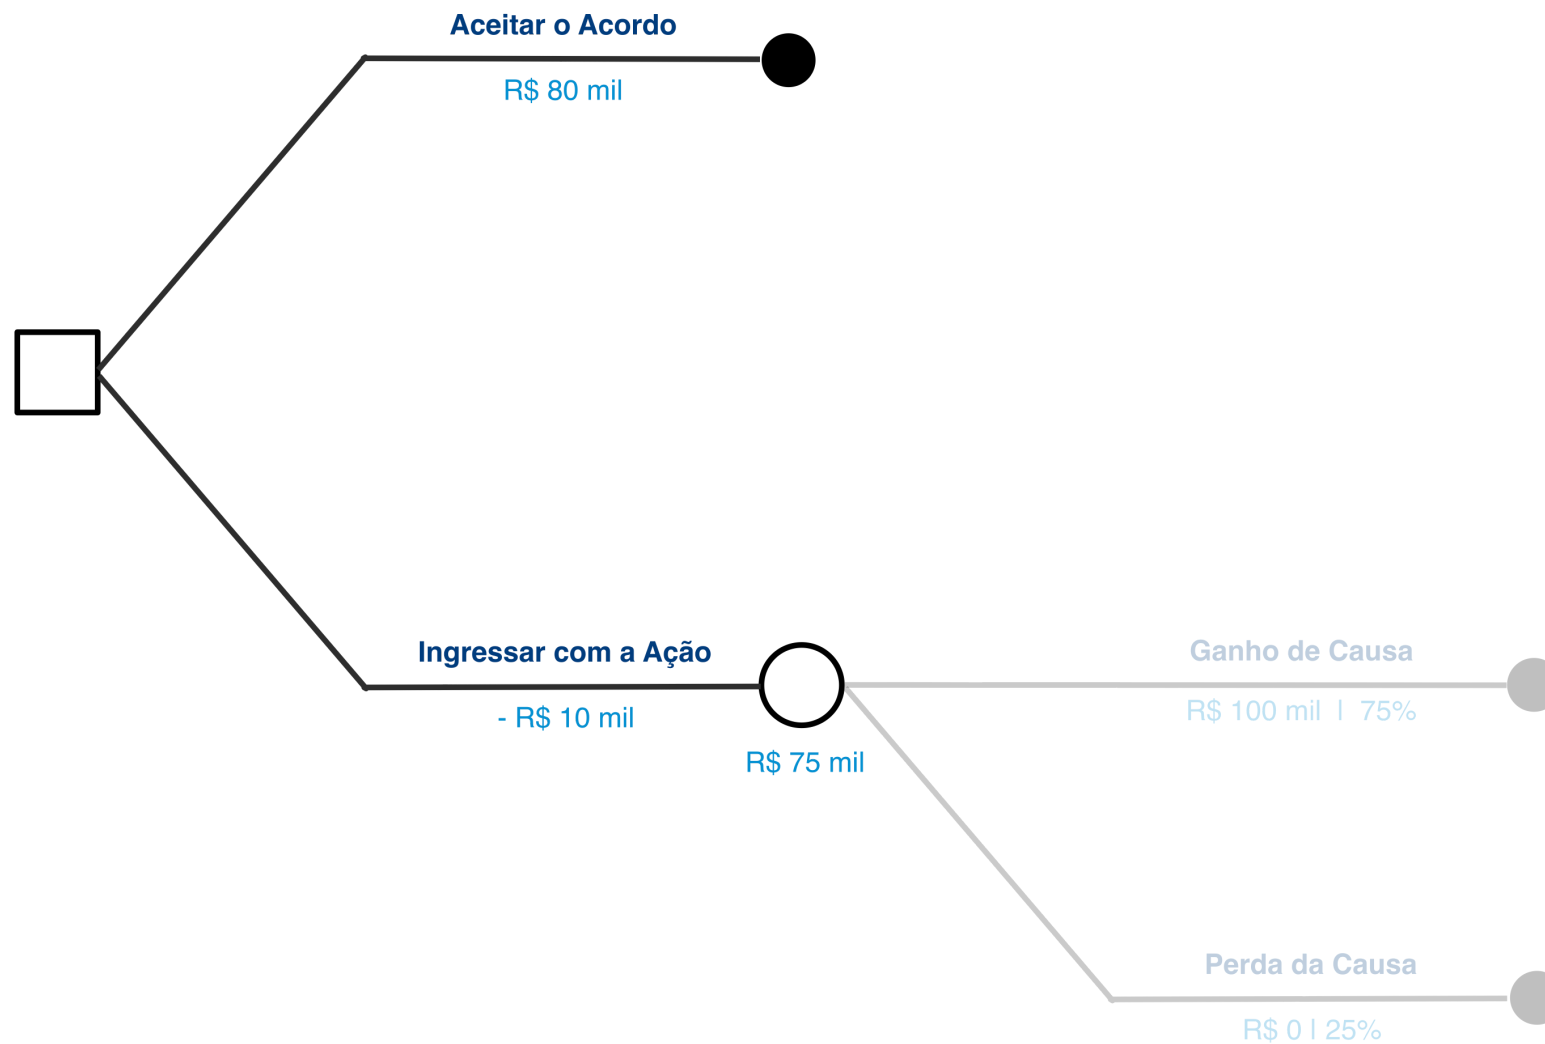 Aceitar o Acordo
R$ 80 mil
Ingressar com a Ação
- R$ 10 mil
R$ 75 mil
Ganho de Causa
R$ 100 mil | 75%
Perda da Causa
R$ 0 | 25%